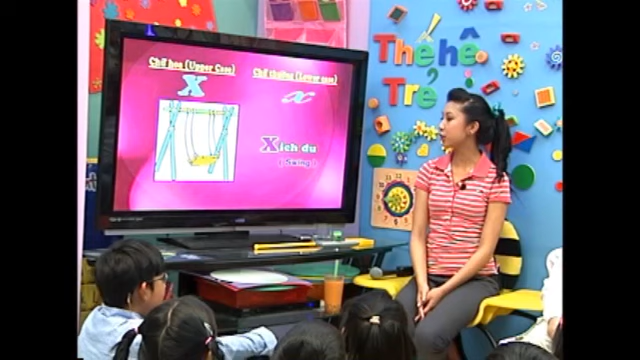 Chữ hoa (Upper Case)
Chữ thường (Lower case)
X
x
Xích đu
( Swing )
Thế hệ
Trẻ